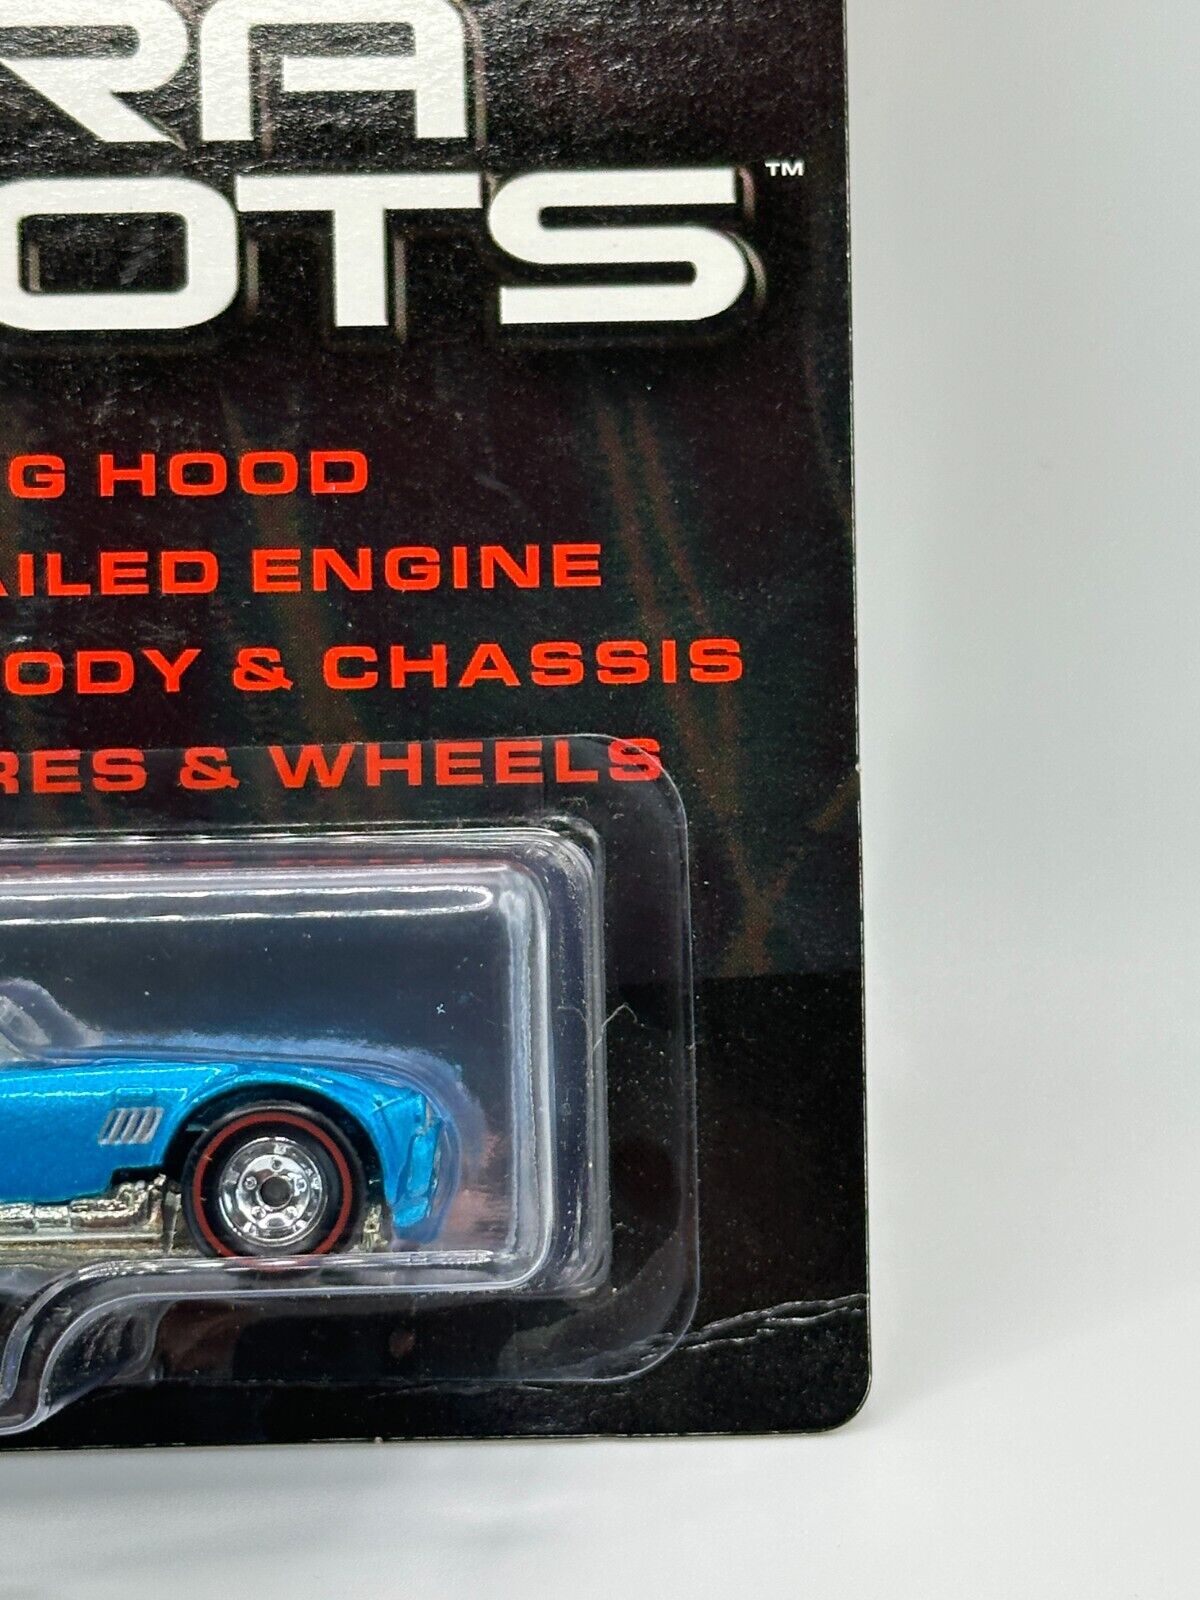 RA
OTS™
G HOOD
AILED ENGINE
ODY & CHASSIS
RES & WHEELS